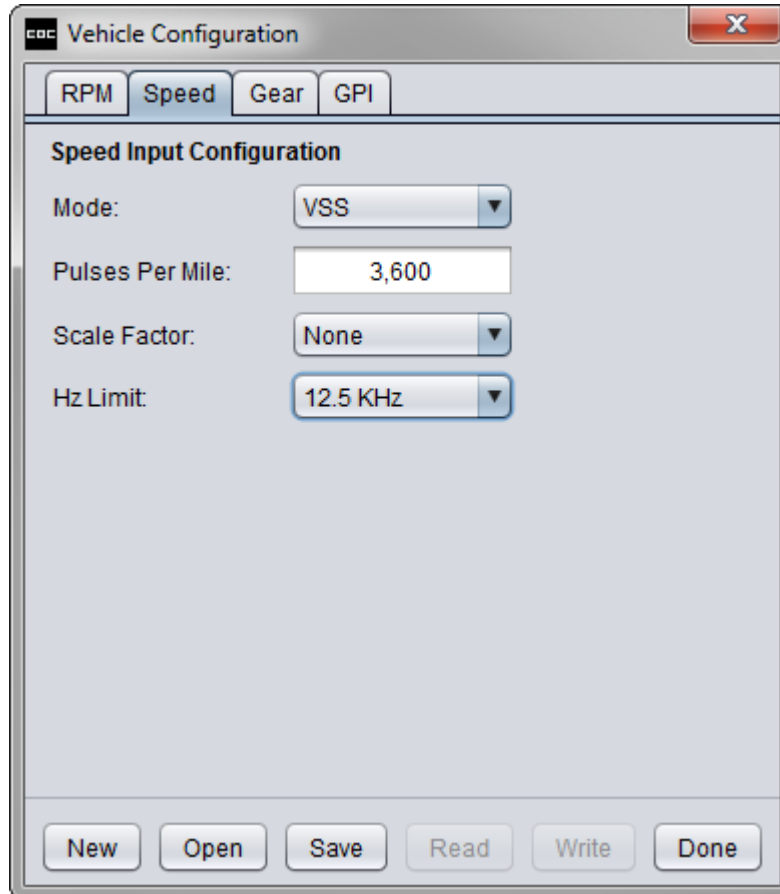 COC Vehicle Configuration
RPM Speed Gear GPI
Speed Input Configuration
Mode: VSS
Pulses Per Mile: 3,600
Scale Factor: None
Hz Limit: 12.5 KHz
New Open Save Read Write Done